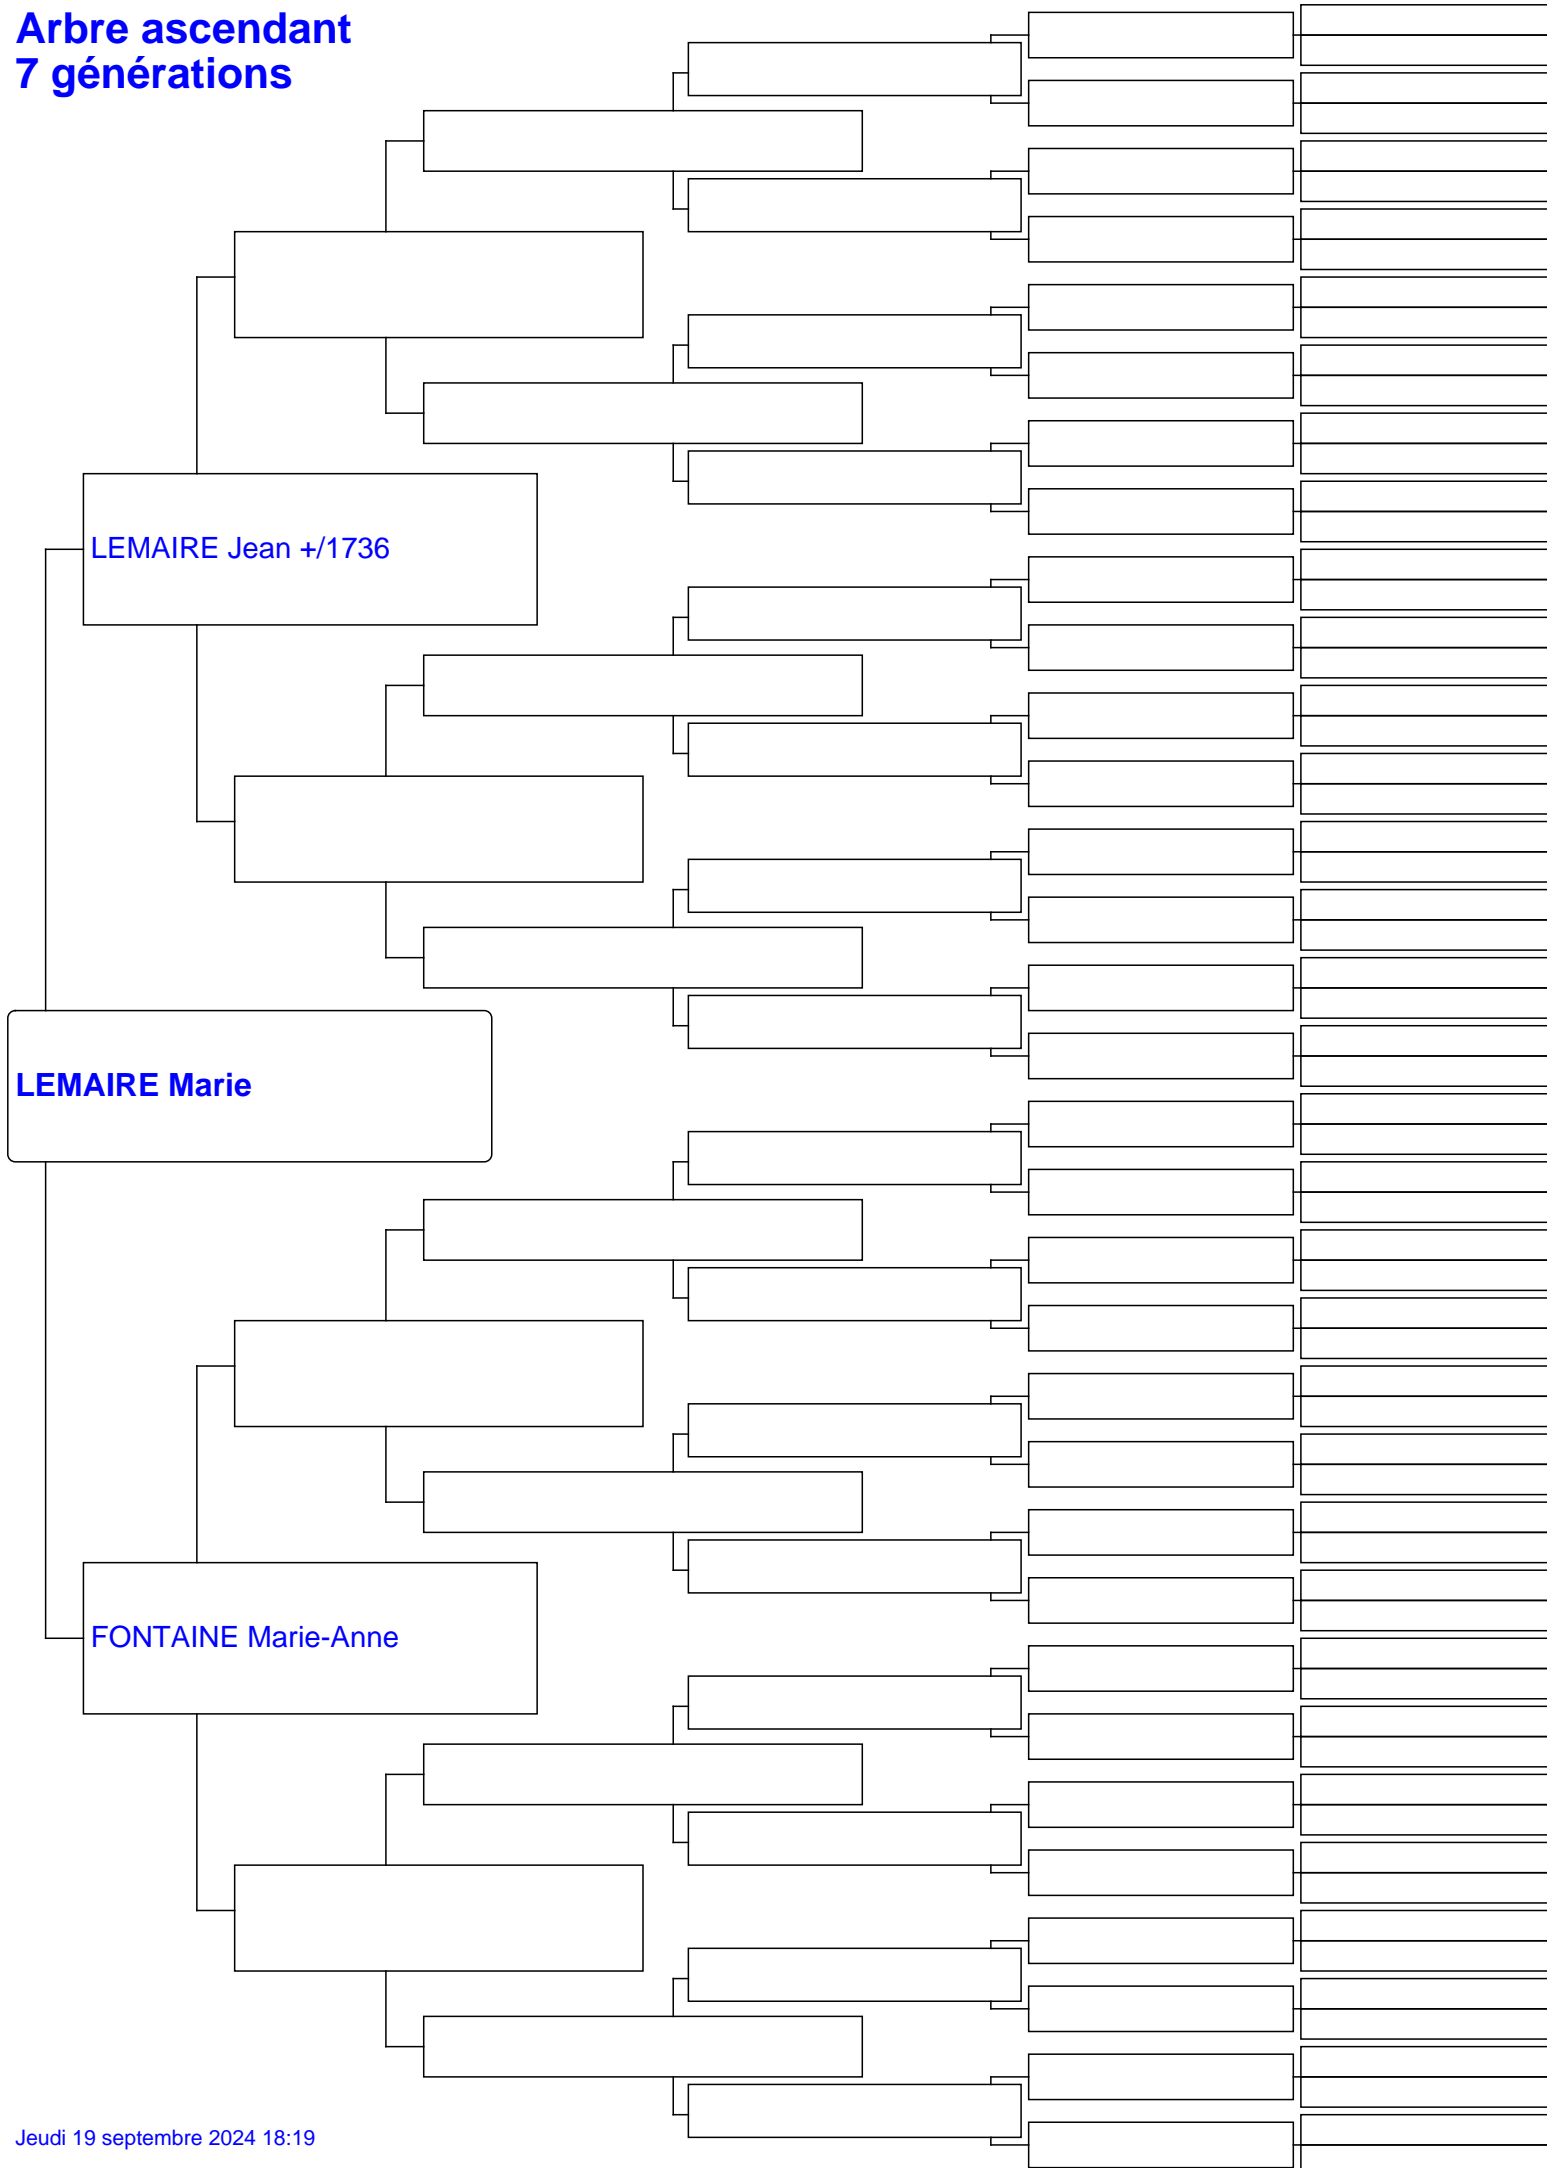 Arbre ascendant
7 générations
LEMAIRE Jean +/1736
LEMAIRE Marie
FONTAINE Marie-Anne
Jeudi 19 septembre 2024 18:19